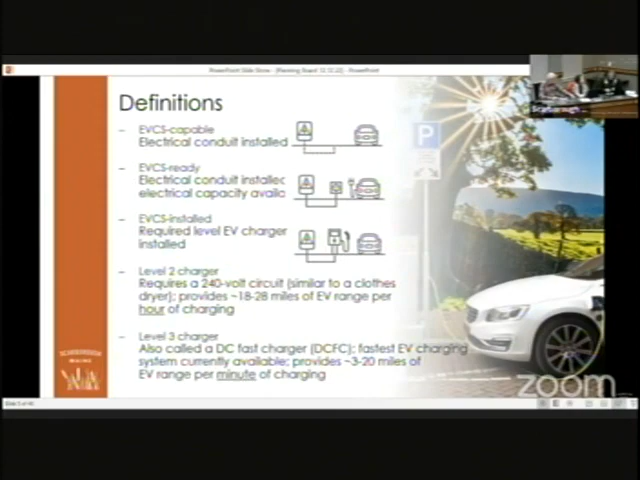 PowerPoint Slide Show - [Planning Board 12.12.22] - PowerPoint
Definitions
P
– EVCS-capable
Electrical conduit installed
– EVCS-ready
Electrical conduit installec
electrical capacity availa
– EVCS-installed
Required level EV charger
installed
– Level 2 charger
Requires a 240-volt circuit (similar to a clothes
dryer); provides ~18-28 miles of EV range per
hour of charging
– Level 3 charger
Also called a DC fast charger (DCFC); fastest EV charging
system currently available; provides ~3-20 miles of
EV range per minute of charging
SCARBOROUGH
MAINE
zoom